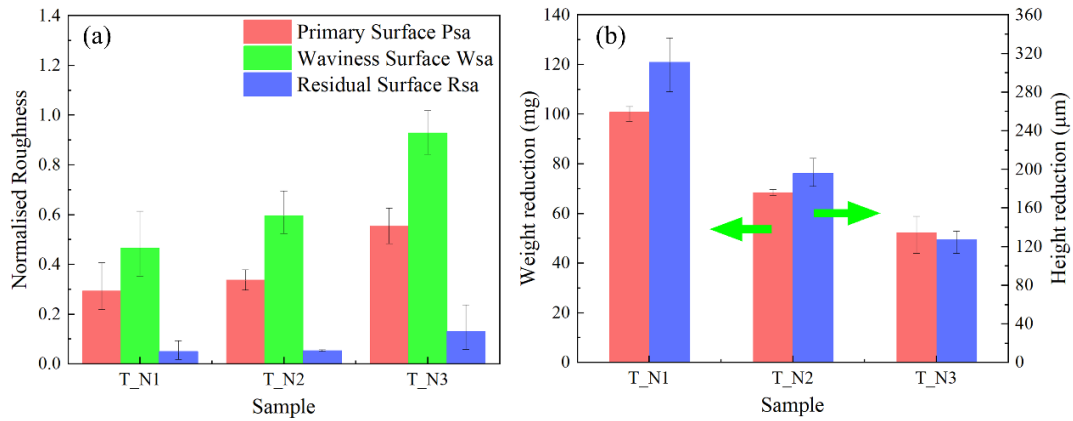 (a)
Primary Surface Psa
Waviness Surface Wsa
Residual Surface Rsa
1.4
1.2
1.0
0.8
0.6
0.4
0.2
0.0
Normalised Roughness
T_N1 T_N2 T_N3
Sample
(b)
140
120
100
80
60
40
20
0
Weight reduction (mg)
360
320
280
240
200
160
120
80
40
0
Height reduction (μm)
T_N1 T_N2 T_N3
Sample